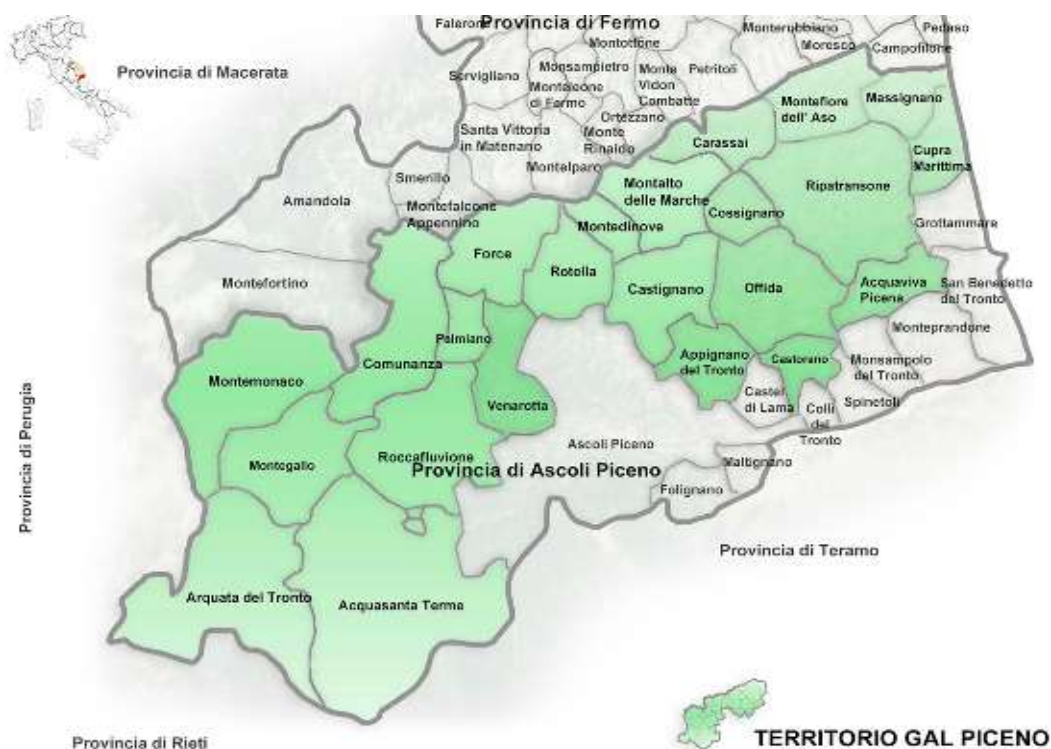 Provincia di Fermo
Falerone
Monterubbiano
Pedaso
Moresco
Campofilone
Montottone
Provincia di Macerata
Servigliano
Monsampietro
Monte
Vidon
Combatte
Petritoli
Montaleone
di Fermo
Montefiore
dell' Aso
Massignano
Ortezzano
Santa Vittoria
in Matenano
Monte
Rinaldo
Carassai
Cupra
Marittima
Montelparo
Smerillo
Montalto
delle Marche
Ripatransone
Amandola
Montefalcone
Appennino
Cossignano
Grottammare
Montedinove
Force
Rotella
Montefortino
Castignano
Offida
Acquaviva
Picena
San Benedetto
del Tronto
Monteprandone
Palmiano
Comunanza
Appignano
del Tronto
Castorano
Monsampolo
del Tronto
Montemonaco
Venarotta
Castel
di Lama
Spinetoli
Colli
del
Tronto
Provincia di Perugia
Ascoli Piceno
Montegallo
Roccafluvione
Provincia di Ascoli Piceno
Maltignano
Folignano
Provincia di Teramo
Arquata del Tronto
Acquasanta Terme
Provincia di Rieti
TERRITORIO GAL PICENO